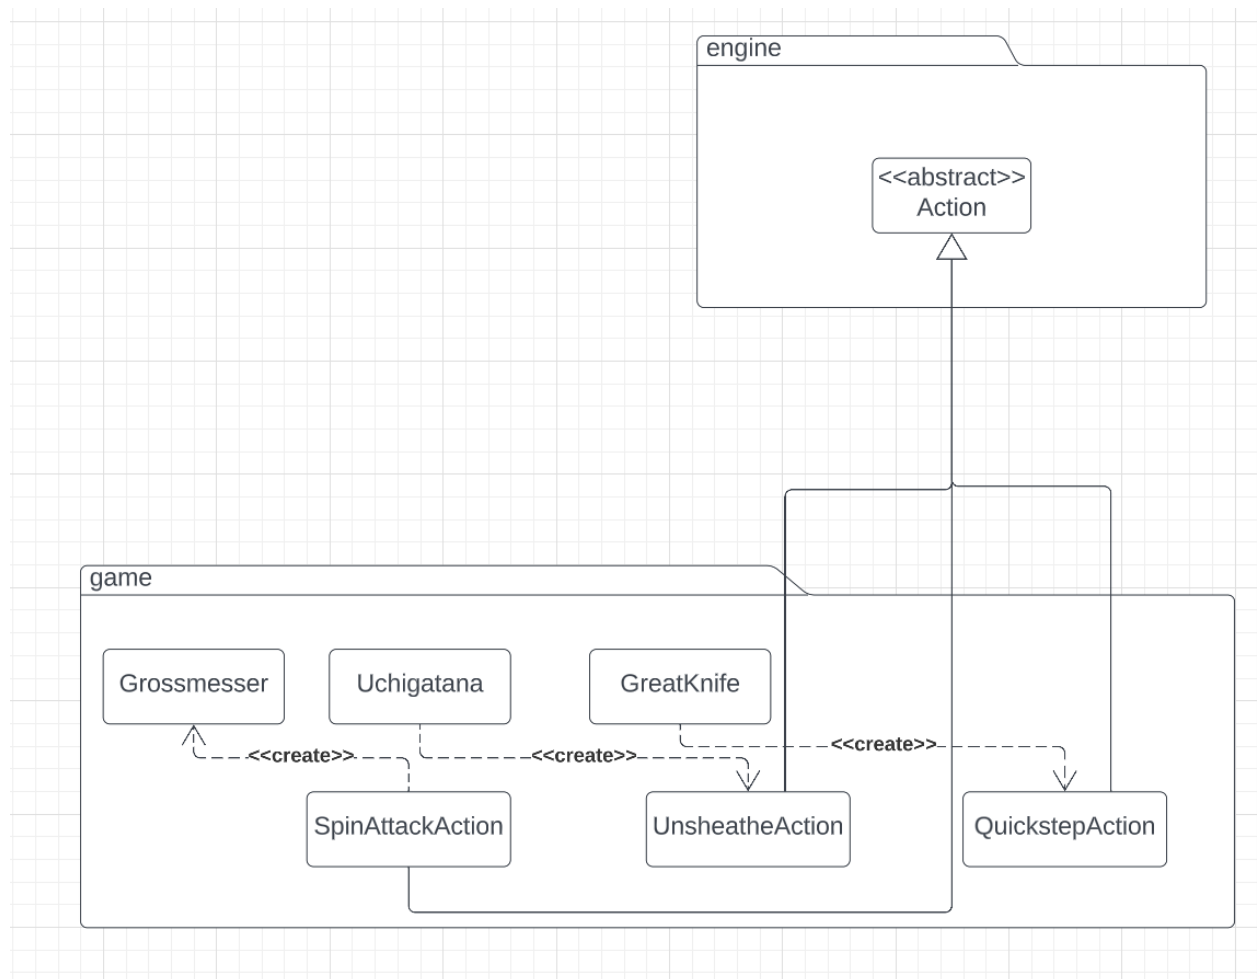 engine
<<abstract>>
Action
game
Grossmesser
Uchigatana
GreatKnife
<<create>>
<<create>>
<<create>>
SpinAttackAction
UnsheatheAction
QuickstepAction